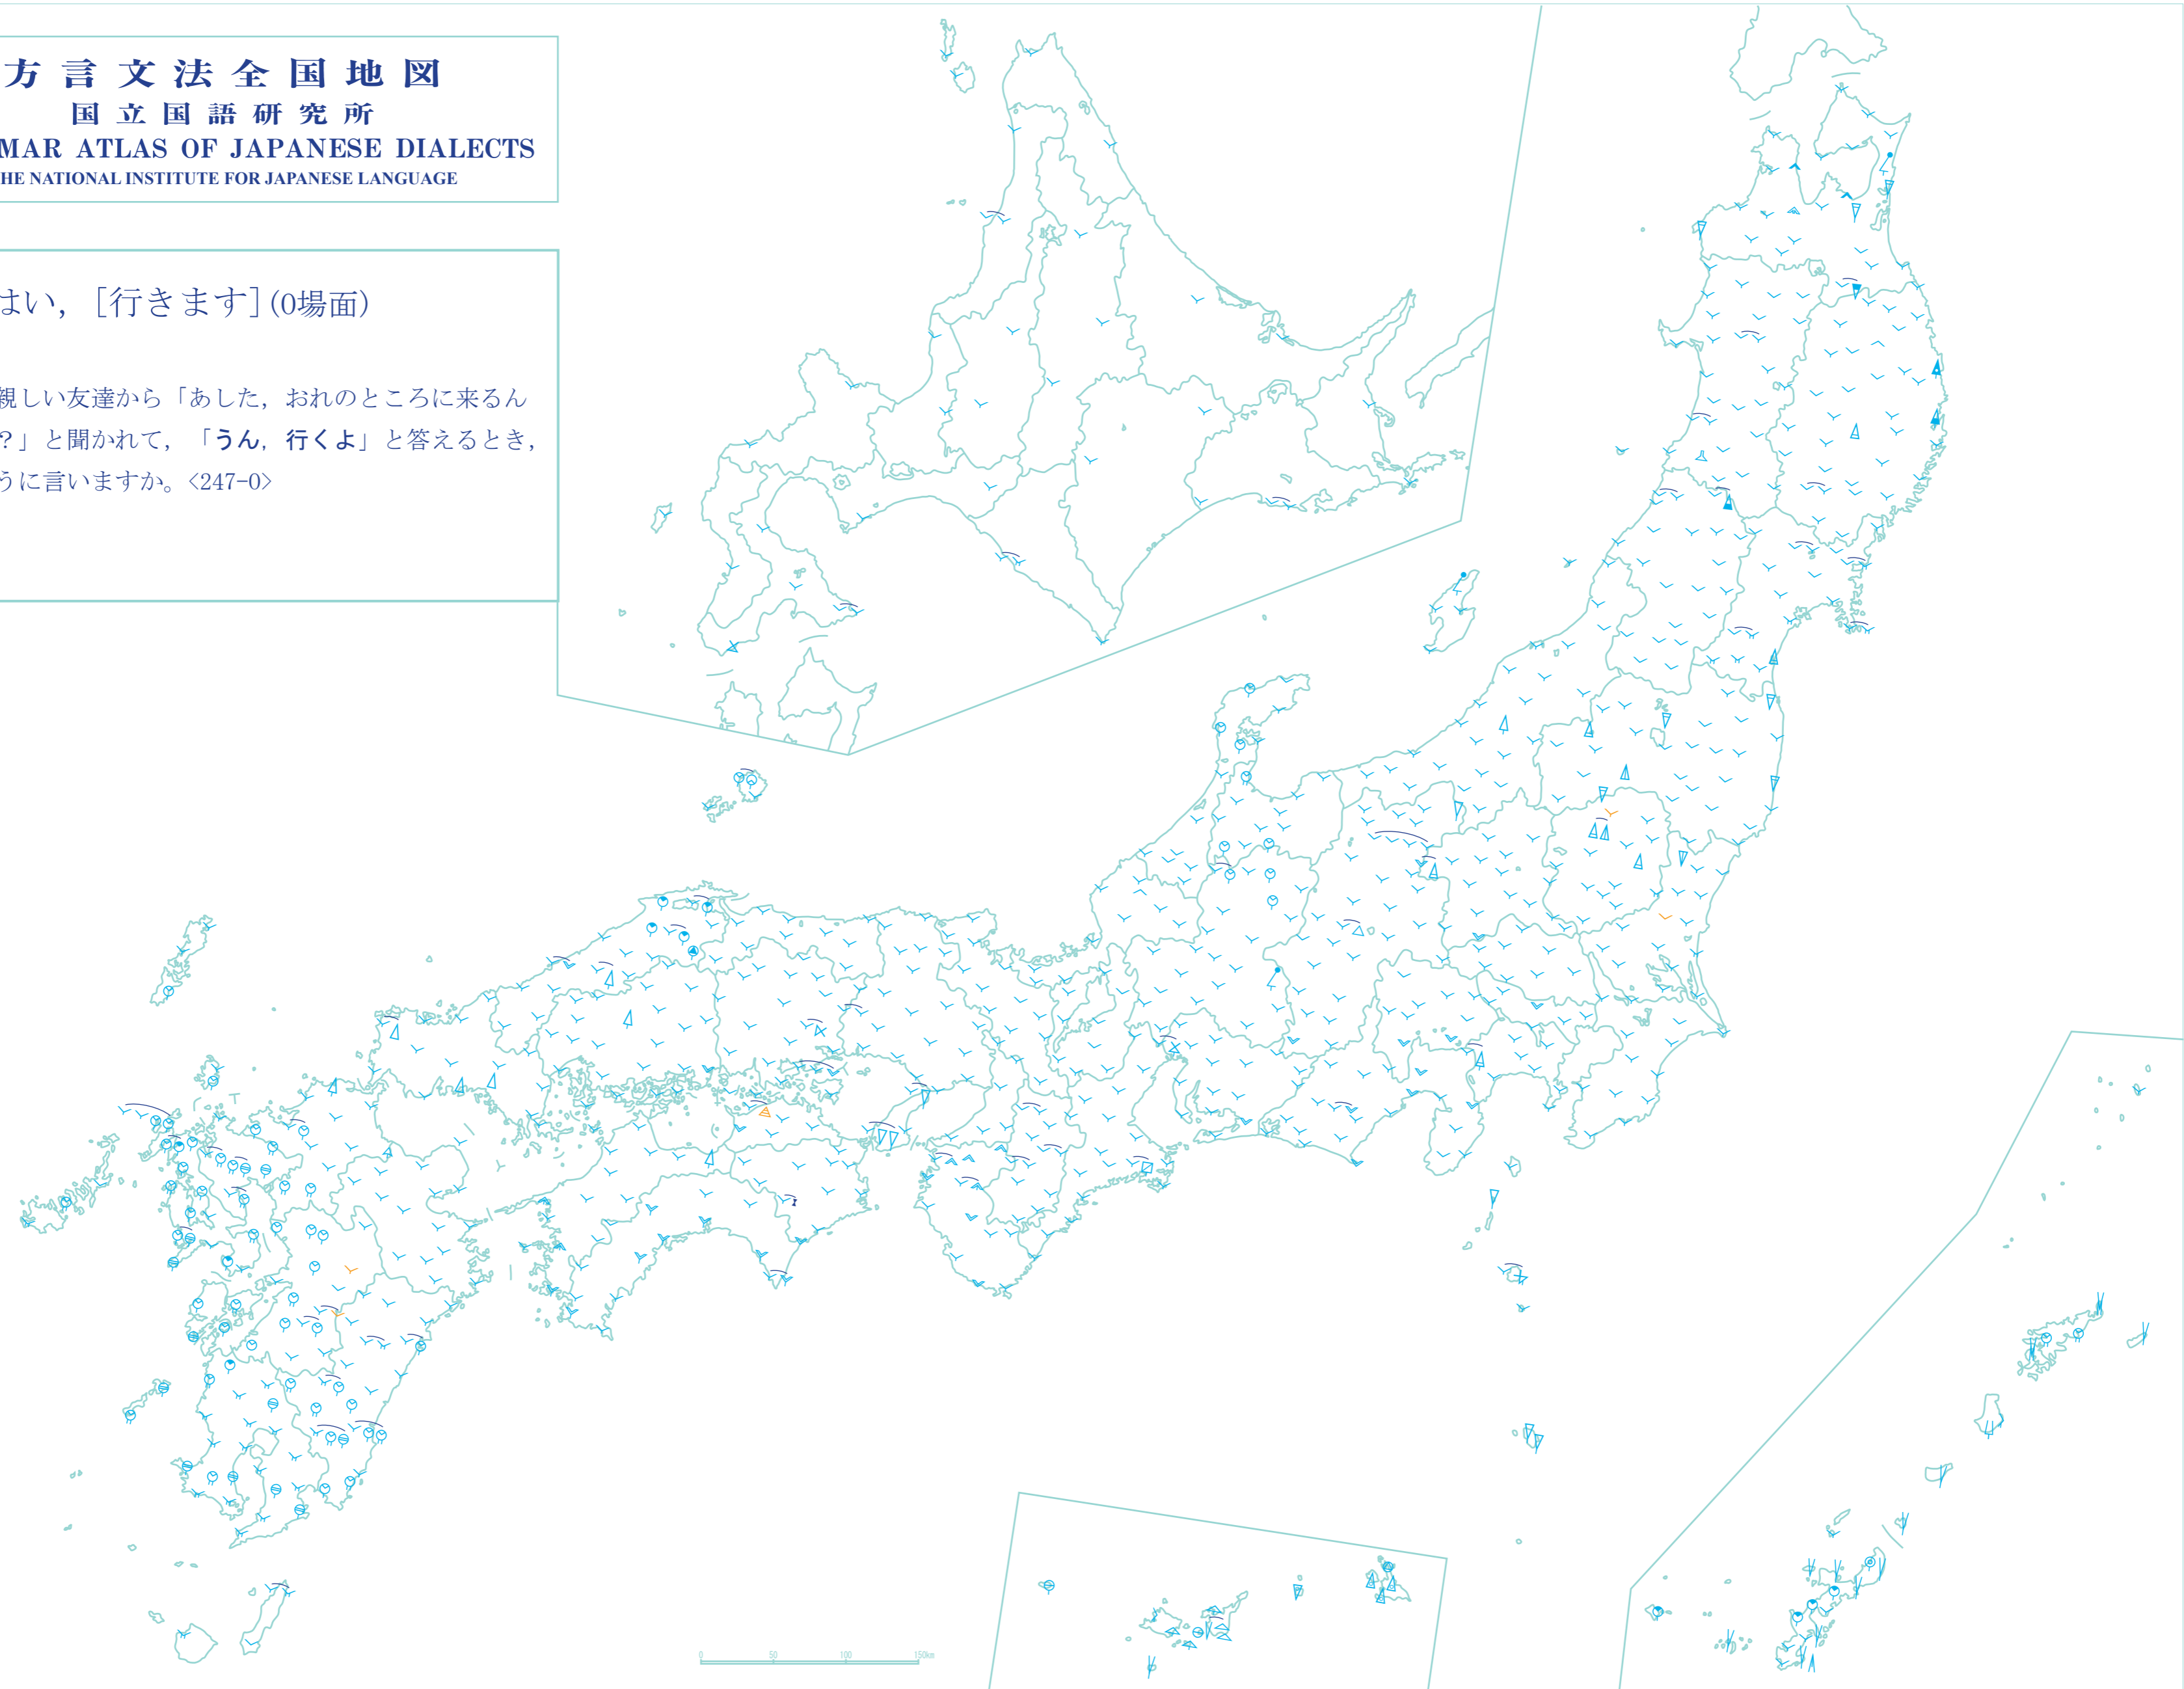 方言文法全国地図
国立国語研究所
MAR ATLAS OF JAPANESE DIALECTS
HE NATIONAL INSTITUTE FOR JAPANESE LANGUAGE
はい，［行きます］(0場面)
親しい友達から「あした，おれのところに来るん
？」と聞かれて，「うん，行くよ」と答えるとき，
うに言いますか。<247-0>
0 50 100 150km